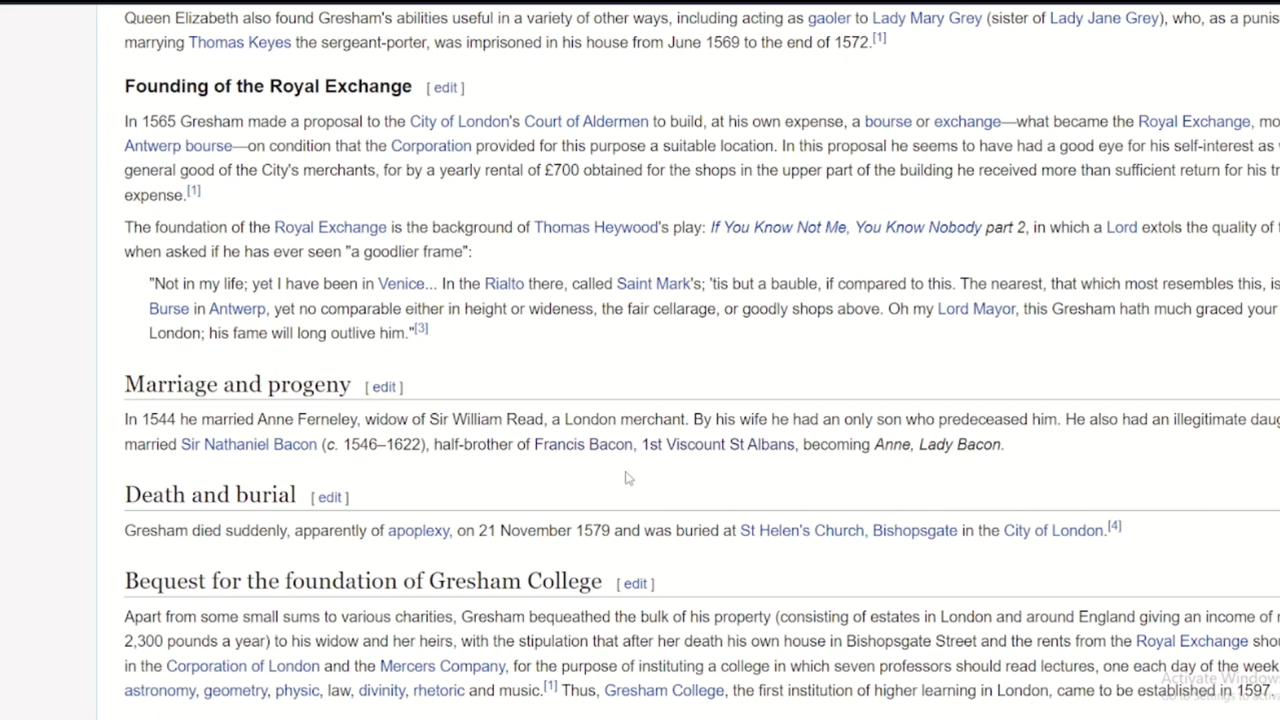 Queen Elizabeth also found Gresham's abilities useful in a variety of other ways, including acting as gaoler to Lady Mary Grey (sister of Lady Jane Grey), who, as a punis
marrying Thomas Keyes the sergeant-porter, was imprisoned in his house from June 1569 to the end of 1572.[1]
Founding of the Royal Exchange [ edit ]
In 1565 Gresham made a proposal to the City of London's Court of Aldermen to build, at his own expense, a bourse or exchange—what became the Royal Exchange, mo
Antwerp bourse—on condition that the Corporation provided for this purpose a suitable location. In this proposal he seems to have had a good eye for his self-interest as
general good of the City's merchants, for by a yearly rental of £700 obtained for the shops in the upper part of the building he received more than sufficient return for his tr
expense.[1]
The foundation of the Royal Exchange is the background of Thomas Heywood's play: If You Know Not Me, You Know Nobody part 2, in which a Lord extols the quality of
when asked if he has ever seen "a goodlier frame":
"Not in my life; yet I have been in Venice... In the Rialto there, called Saint Mark's; 'tis but a bauble, if compared to this. The nearest, that which most resembles this, is
Burse in Antwerp, yet no comparable either in height or wideness, the fair cellarage, or goodly shops above. Oh my Lord Mayor, this Gresham hath much graced your
London; his fame will long outlive him."[3]
Marriage and progeny [ edit ]
In 1544 he married Anne Ferneley, widow of Sir William Read, a London merchant. By his wife he had an only son who predeceased him. He also had an illegitimate daug
married Sir Nathaniel Bacon (c. 1546–1622), half-brother of Francis Bacon, 1st Viscount St Albans, becoming Anne, Lady Bacon.
Death and burial [ edit ]
Gresham died suddenly, apparently of apoplexy, on 21 November 1579 and was buried at St Helen's Church, Bishopsgate in the City of London.[4]
Bequest for the foundation of Gresham College [ edit ]
Apart from some small sums to various charities, Gresham bequeathed the bulk of his property (consisting of estates in London and around England giving an income of
2,300 pounds a year) to his widow and her heirs, with the stipulation that after her death his own house in Bishopsgate Street and the rents from the Royal Exchange shou
in the Corporation of London and the Mercers Company, for the purpose of instituting a college in which seven professors should read lectures, one each day of the week
Activate Windows
astronomy, geometry, physic, law, divinity, rhetoric and music.[1] Thus, Gresham College, the first institution of higher learning in London, came to be established in 1597.